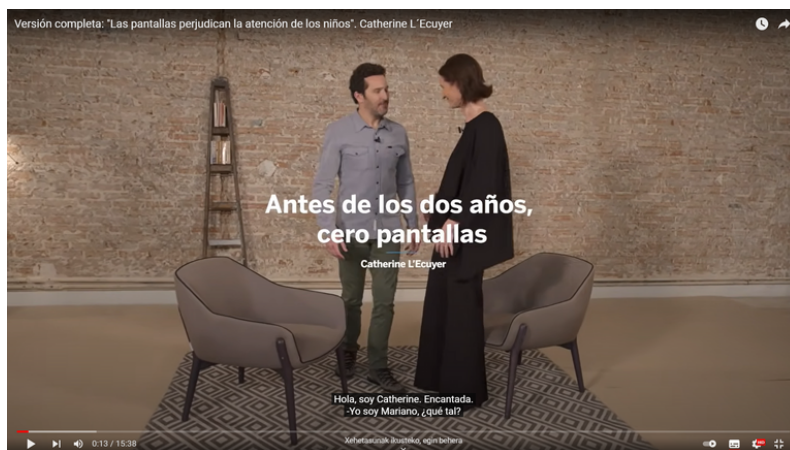 Versión completa: "Las pantallas perjudican la atención de los niños". Catherine L´Ecuyer
Antes de los dos años,
cero pantallas
Catherine L'Ecuyer
Hola, soy Catherine. Encantada.
-Yo soy Mariano, ¿qué tal?
0:13 / 15:38
Xehetasunak ikusteko, egin behera